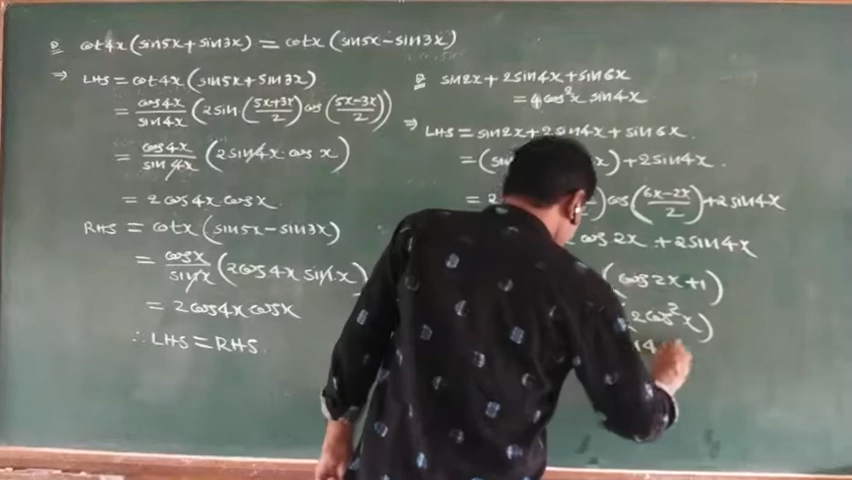 Q cot4x(sin5x+sin3x) = cotx(sin5x−sin3x)
⇒ LHS = cot4x(sin5x+sin3x)
= cos4x/sin4x (2sin(5x+3x/2)cos(5x−3x/2))
= cos4x/sin4x (2sin4x cos x)
= 2cos4x.cosx.
RHS = cotx(sin5x−sin3x)
= cosx/sinx (2cos4x sin.x)
= 2cos4x cosx
∴ LHS = RHS.
Q sin2x + 2sin4x + sin6x
= 4cos²x sin4x.
⇒ LHS = sin2x + 2sin4x + sin6x.
= ( x) + 2sin4x.
= 2 ) cos(6x−2x/2) + 2sin4x
cos2x + 2sin4x
(cos2x + 1)
2cos²x)